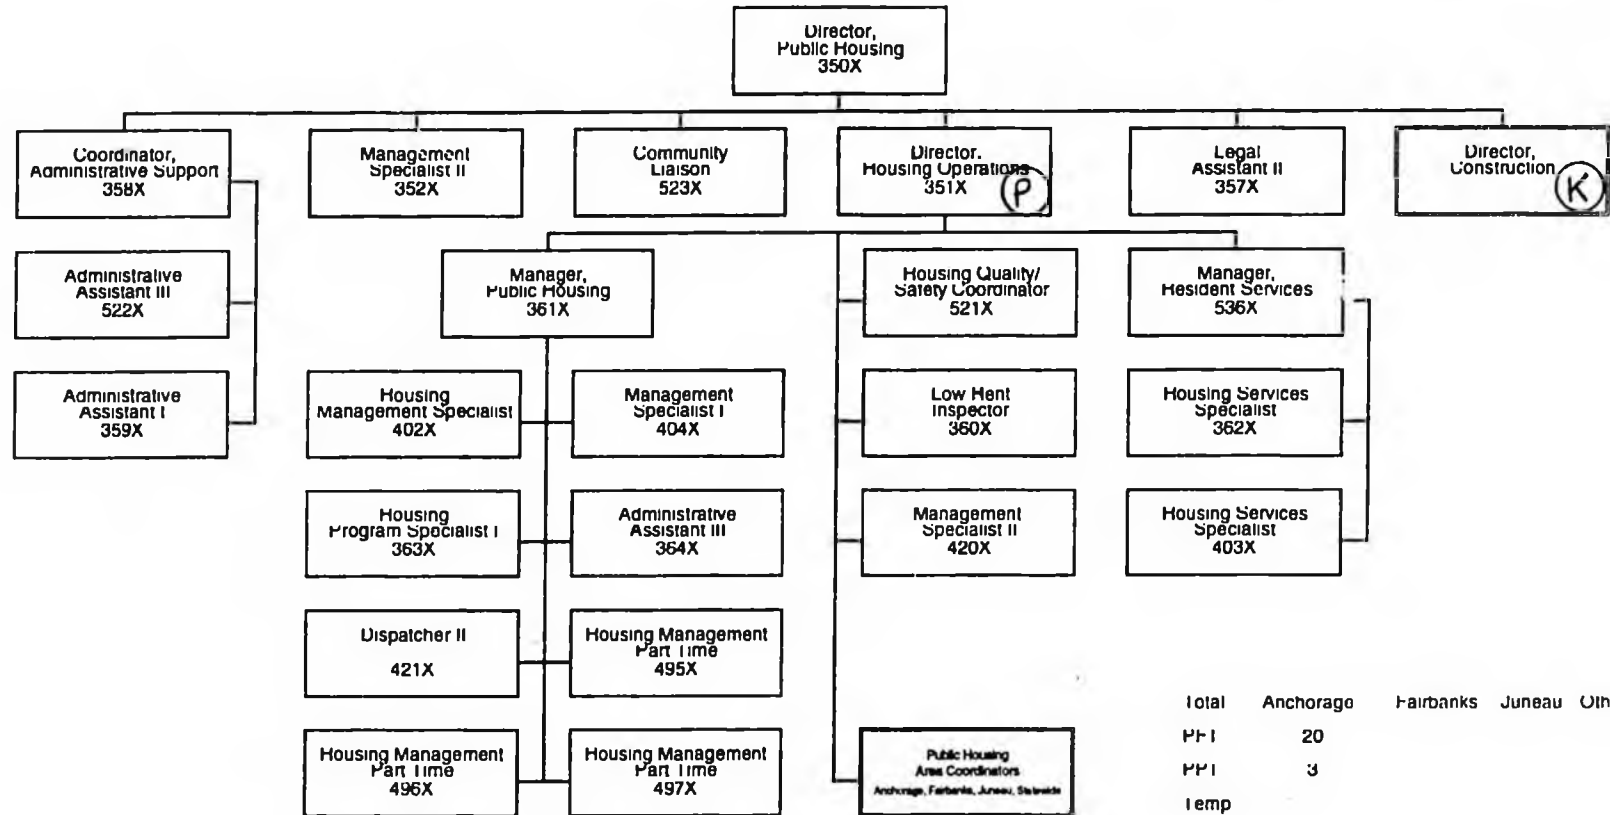 Director,
Public Housing
350X
Coordinator,
Administrative Support
358X
Management
Specialist II
352X
Community
Liaison
523X
Director,
Housing Operations
351X
P
Legal
Assistant II
357X
Director,
Construction
K
Administrative
Assistant III
522X
Manager,
Public Housing
361X
Housing Quality/
Safety Coordinator
521X
Manager,
Resident Services
536X
Administrative
Assistant I
359X
Housing
Management Specialist
402X
Management
Specialist I
404X
Low Rent
Inspector
360X
Housing Services
Specialist
362X
Housing
Program Specialist I
363X
Administrative
Assistant III
364X
Management
Specialist II
420X
Housing Services
Specialist
403X
Dispatcher II
421X
Housing Management
Part Time
495X
Housing Management
Part Time
496X
Housing Management
Part Time
497X
Public Housing
Area Coordinators
Anchorage, Fairbanks, Juneau, Statewide
Total Anchorage Fairbanks Juneau Oth
PFT 20
PPT 3
Temp